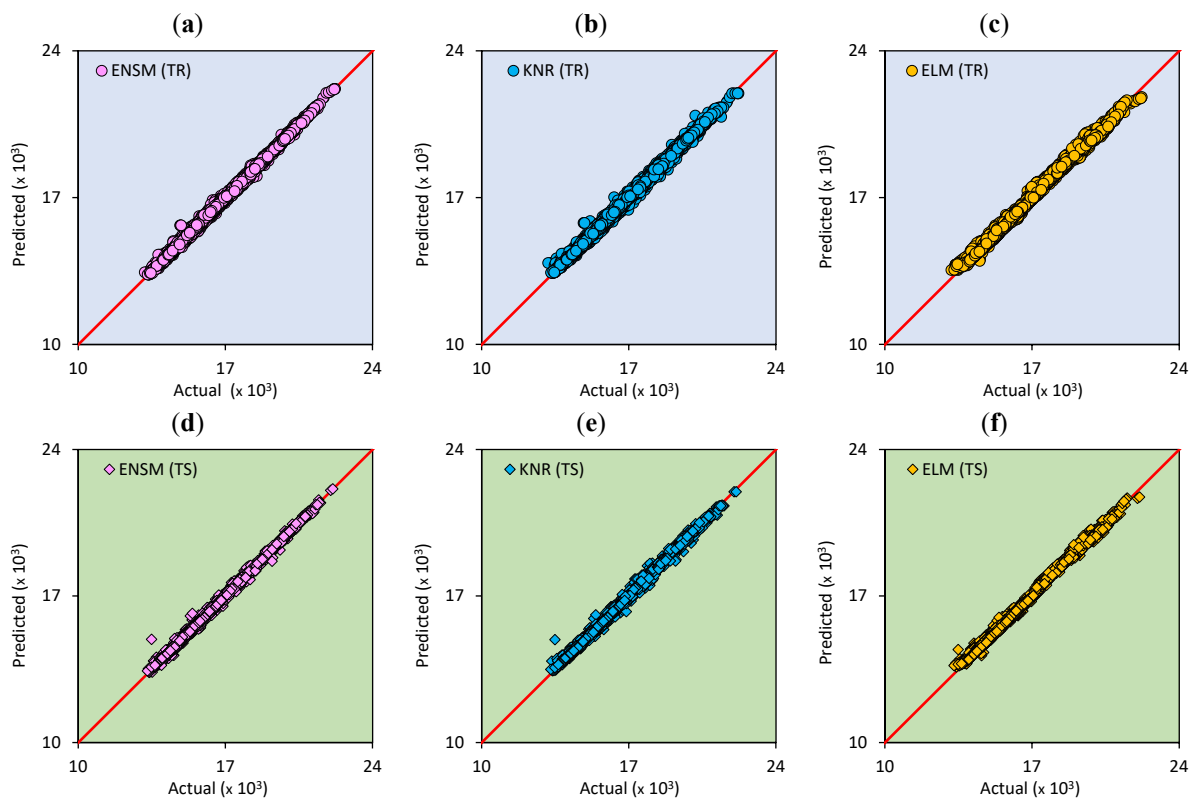 (a) (b) (c)
24 24 24
ENSM (TR) KNR (TR) ELM (TR)
Predicted (x 10³) Predicted (x 10³) Predicted (x 10³)
17 17 17
10 10 10
10 17 24 10 17 24 10 17 24
Actual (x 10³) Actual (x 10³) Actual (x 10³)
(d) (e) (f)
24 24 24
ENSM (TS) KNR (TS) ELM (TS)
Predicted (x 10³) Predicted (x 10³) Predicted (x 10³)
17 17 17
10 10 10
10 17 24 10 17 24 10 17 24
Actual (x 10³) Actual (x 10³) Actual (x 10³)